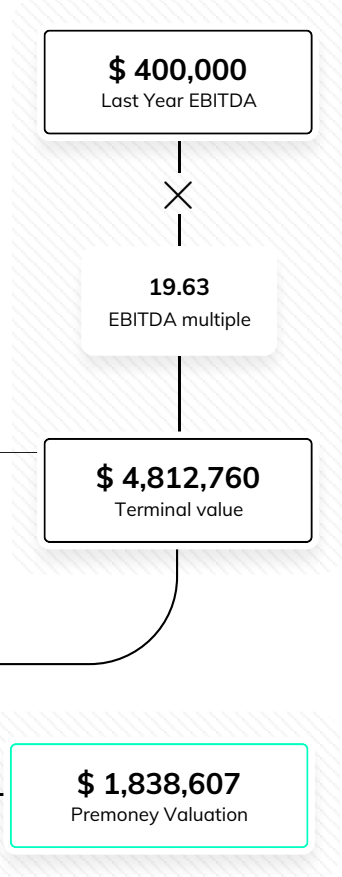 $ 400,000
Last Year EBITDA
19.63
EBITDA multiple
$ 4,812,760
Terminal value
$ 1,838,607
Premoney Valuation